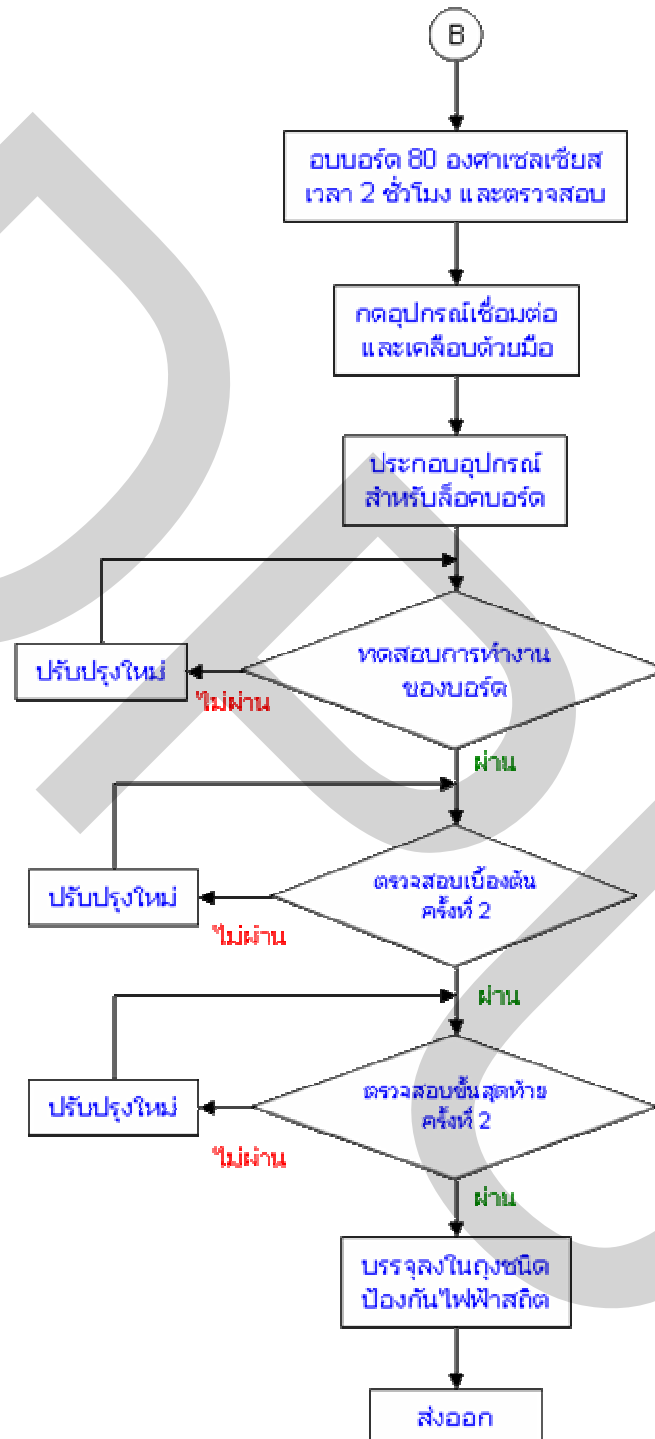 B
อบบอร์ด 80 องศาเซลเซียส
เวลา 2 ชั่วโมง และตรวจสอบ
กดอุปกรณ์เชื่อมต่อ
และเคลือบด้วยมือ
ประกอบอุปกรณ์
สำหรับล็อคบอร์ด
ทดสอบการทำงาน
ของบอร์ด
ปรับปรุงใหม่
ไม่ผ่าน
ผ่าน
ตรวจสอบเบื้องต้น
ครั้งที่ 2
ปรับปรุงใหม่
ไม่ผ่าน
ผ่าน
ตรวจสอบขั้นสุดท้าย
ครั้งที่ 2
ปรับปรุงใหม่
ไม่ผ่าน
ผ่าน
บรรจุลงในถุงชนิด
ป้องกันไฟฟ้าสถิต
ส่งออก